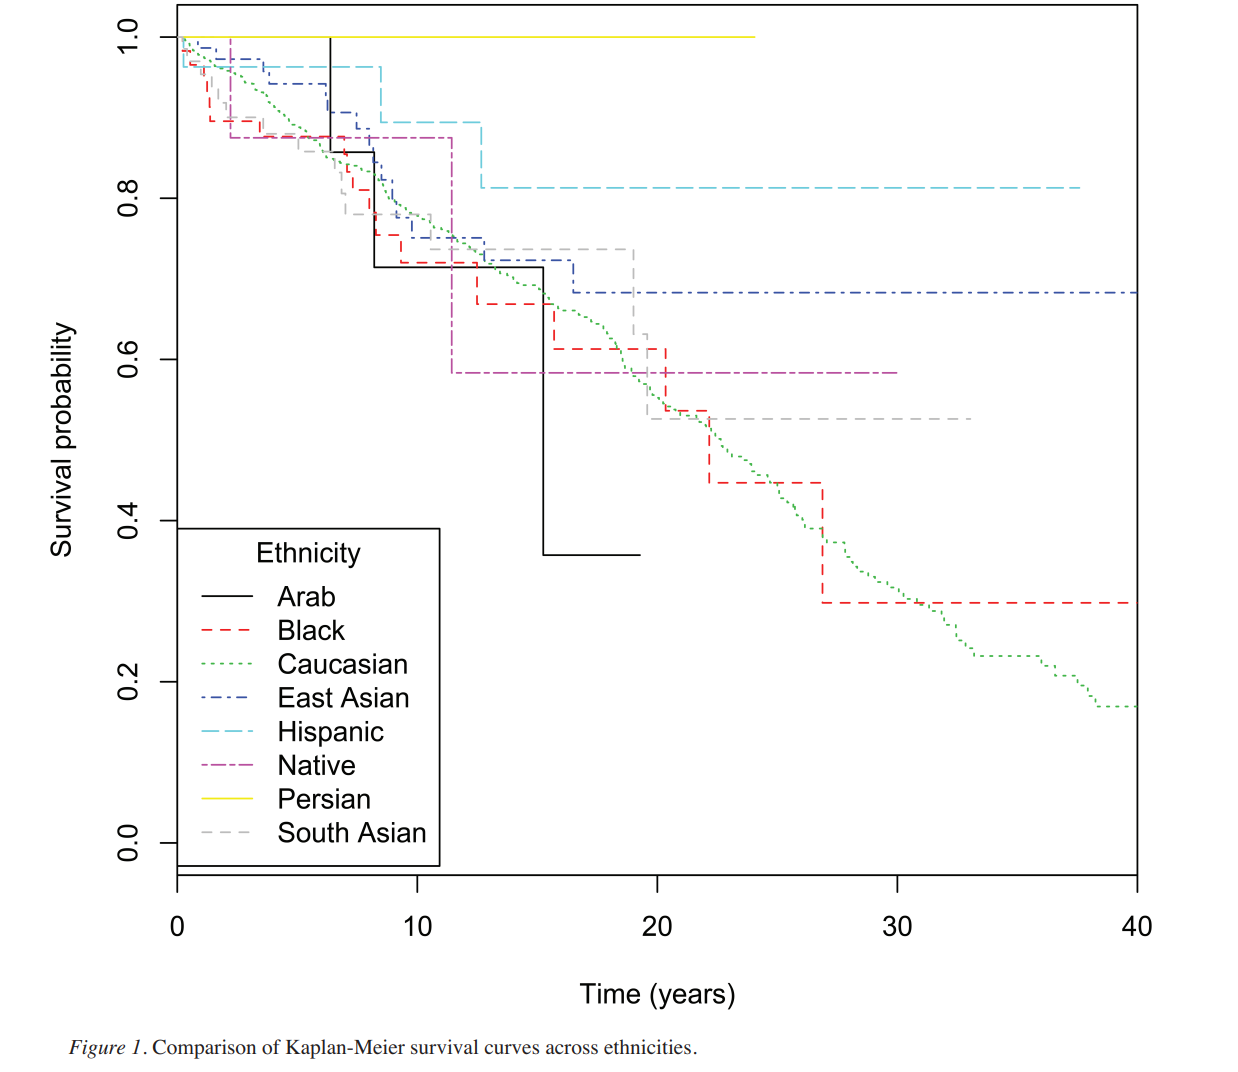 1.0
0.8
0.6
0.4
0.2
0.0
Survival probability
Ethnicity
Arab
Black
Caucasian
East Asian
Hispanic
Native
Persian
South Asian
0 10 20 30 40
Time (years)
Figure 1. Comparison of Kaplan-Meier survival curves across ethnicities.